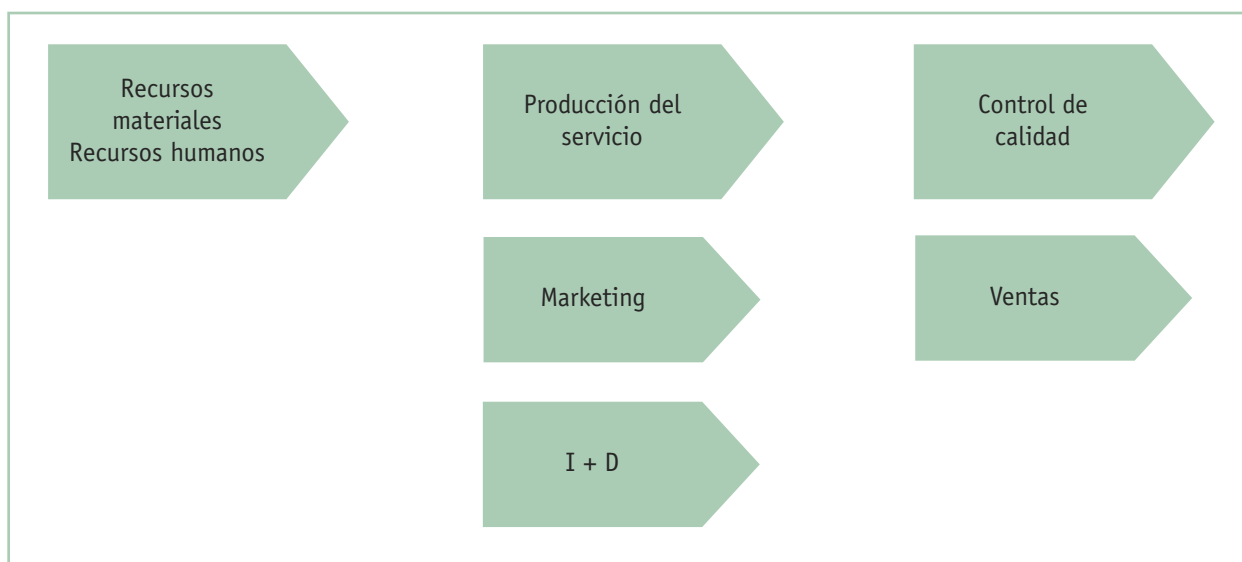 Recursos
materiales
Recursos humanos
Producción del
servicio
Control de
calidad
Marketing
Ventas
I + D